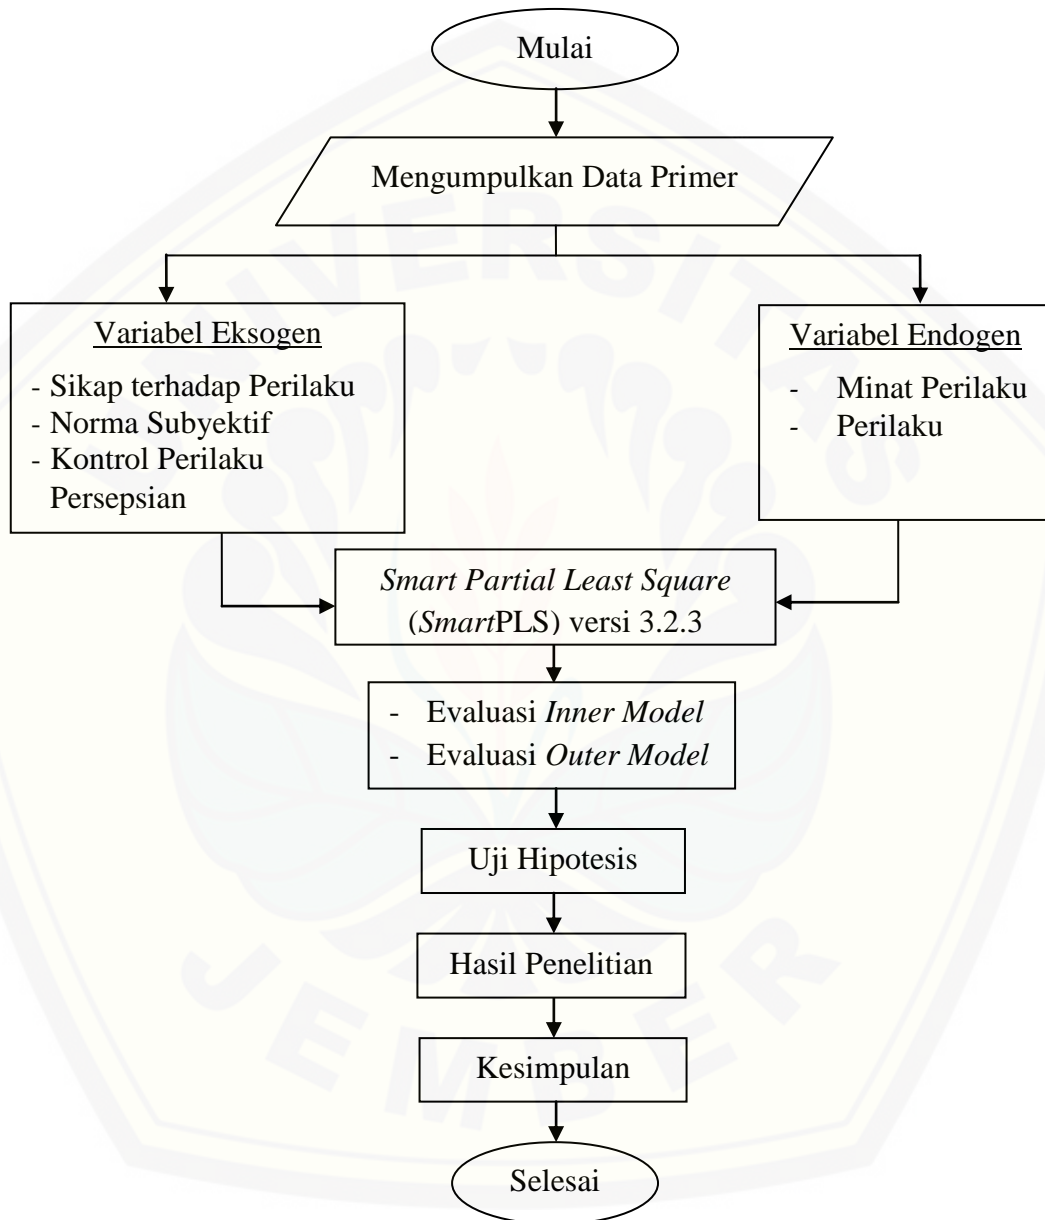 Mulai
Mengumpulkan Data Primer
Variabel Eksogen
- Sikap terhadap Perilaku
- Norma Subyektif
- Kontrol Perilaku
Persepsian
Variabel Endogen
- Minat Perilaku
- Perilaku
Smart Partial Least Square
(SmartPLS) versi 3.2.3
- Evaluasi Inner Model
- Evaluasi Outer Model
Uji Hipotesis
Hasil Penelitian
Kesimpulan
Selesai
UNIVERSITAS
JEMBER